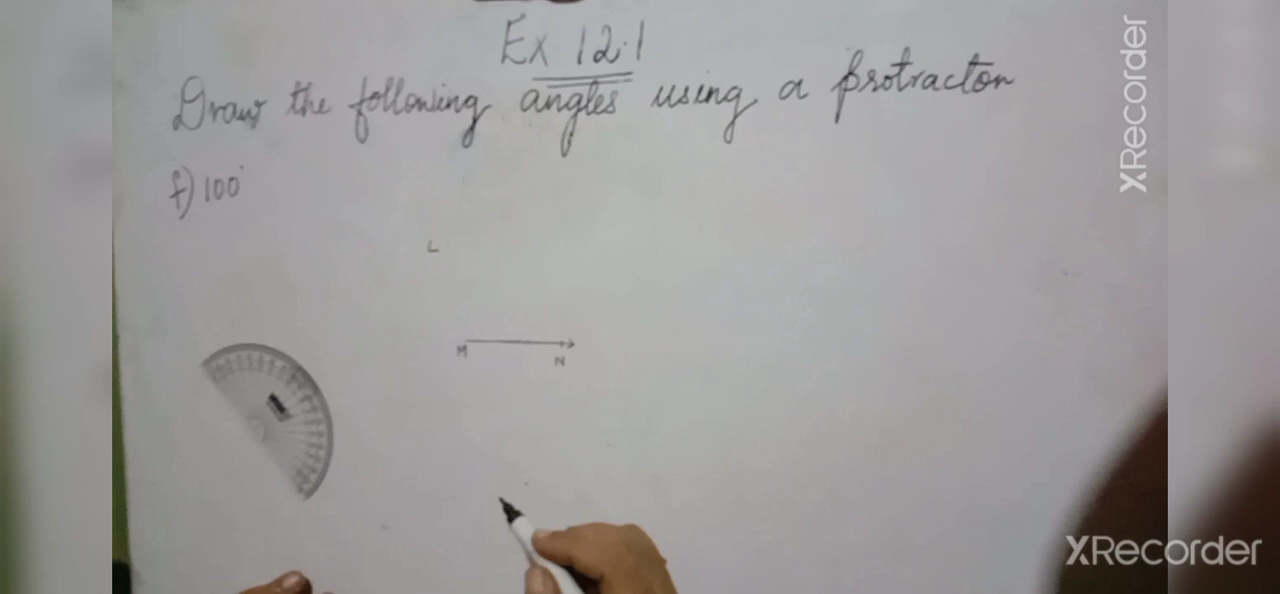 Ex 12.1
Draw the following angles using a protractor
f) 100°
L
M
N
XRecorder
XRecorder